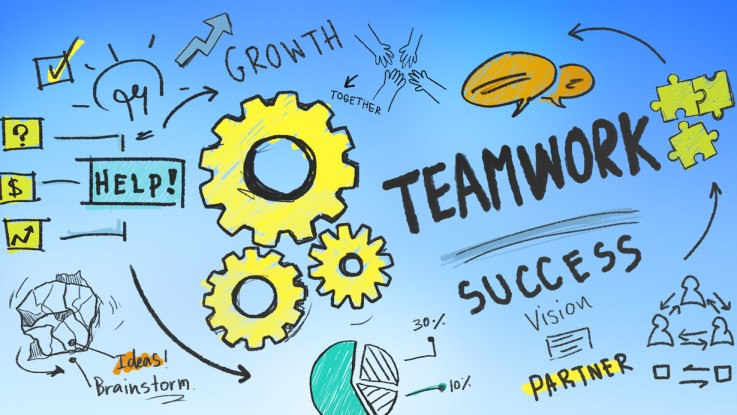 GROWTH
TOGETHER
?
$
HELP!
TEAMWORK
SUCCESS
Vision
PARTNER
30%
10%
Ideas!
Brainstorm.